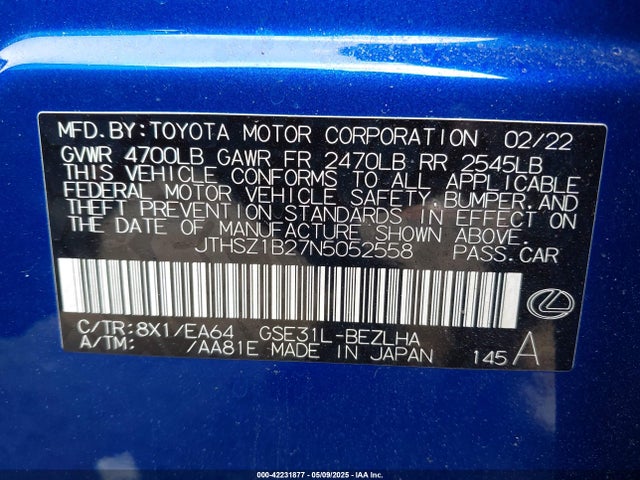 MFD.BY:TOYOTA MOTOR CORPORATION 02/22
GVWR 4700LB GAWR FR 2470LB RR 2545LB
THIS VEHICLE CONFORMS TO ALL APPLICABLE
FEDERAL MOTOR VEHICLE SAFETY,BUMPER,AND
THEFT PREVENTION STANDARDS IN EFFECT ON
THE DATE OF MANUFACTURE SHOWN ABOVE.
JTHSZ1B27N5052558 PASS.CAR
C/TR:8X1/EA64 GSE31L-BEZLHA
A/TM: /AA81E MADE IN JAPAN 145 A
000-42231877 — 05/09/2025 — IAA Inc.